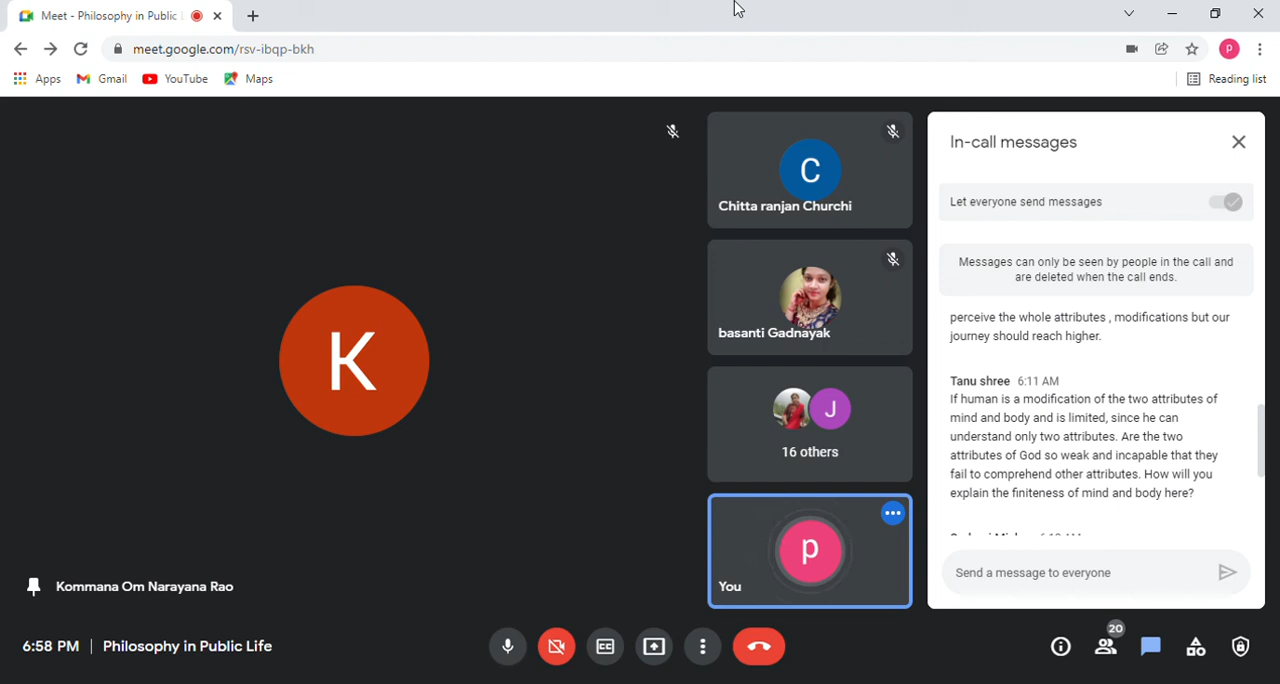 Meet - Philosophy in Public
meet.google.com/rsv-ibqp-bkh
P
Apps
Gmail
YouTube
Maps
Reading list
K
Kommana Om Narayana Rao
C
Chitta ranjan Churchi
basanti Gadnayak
J
16 others
p
You
In-call messages
Let everyone send messages
Messages can only be seen by people in the call and
are deleted when the call ends.
perceive the whole attributes , modifications but our
journey should reach higher.
Tanu shree 6:11 AM
If human is a modification of the two attributes of
mind and body and is limited, since he can
understand only two attributes. Are the two
attributes of God so weak and incapable that they
fail to comprehend other attributes. How will you
explain the finiteness of mind and body here?
Send a message to everyone
6:58 PM | Philosophy in Public Life
CC
20